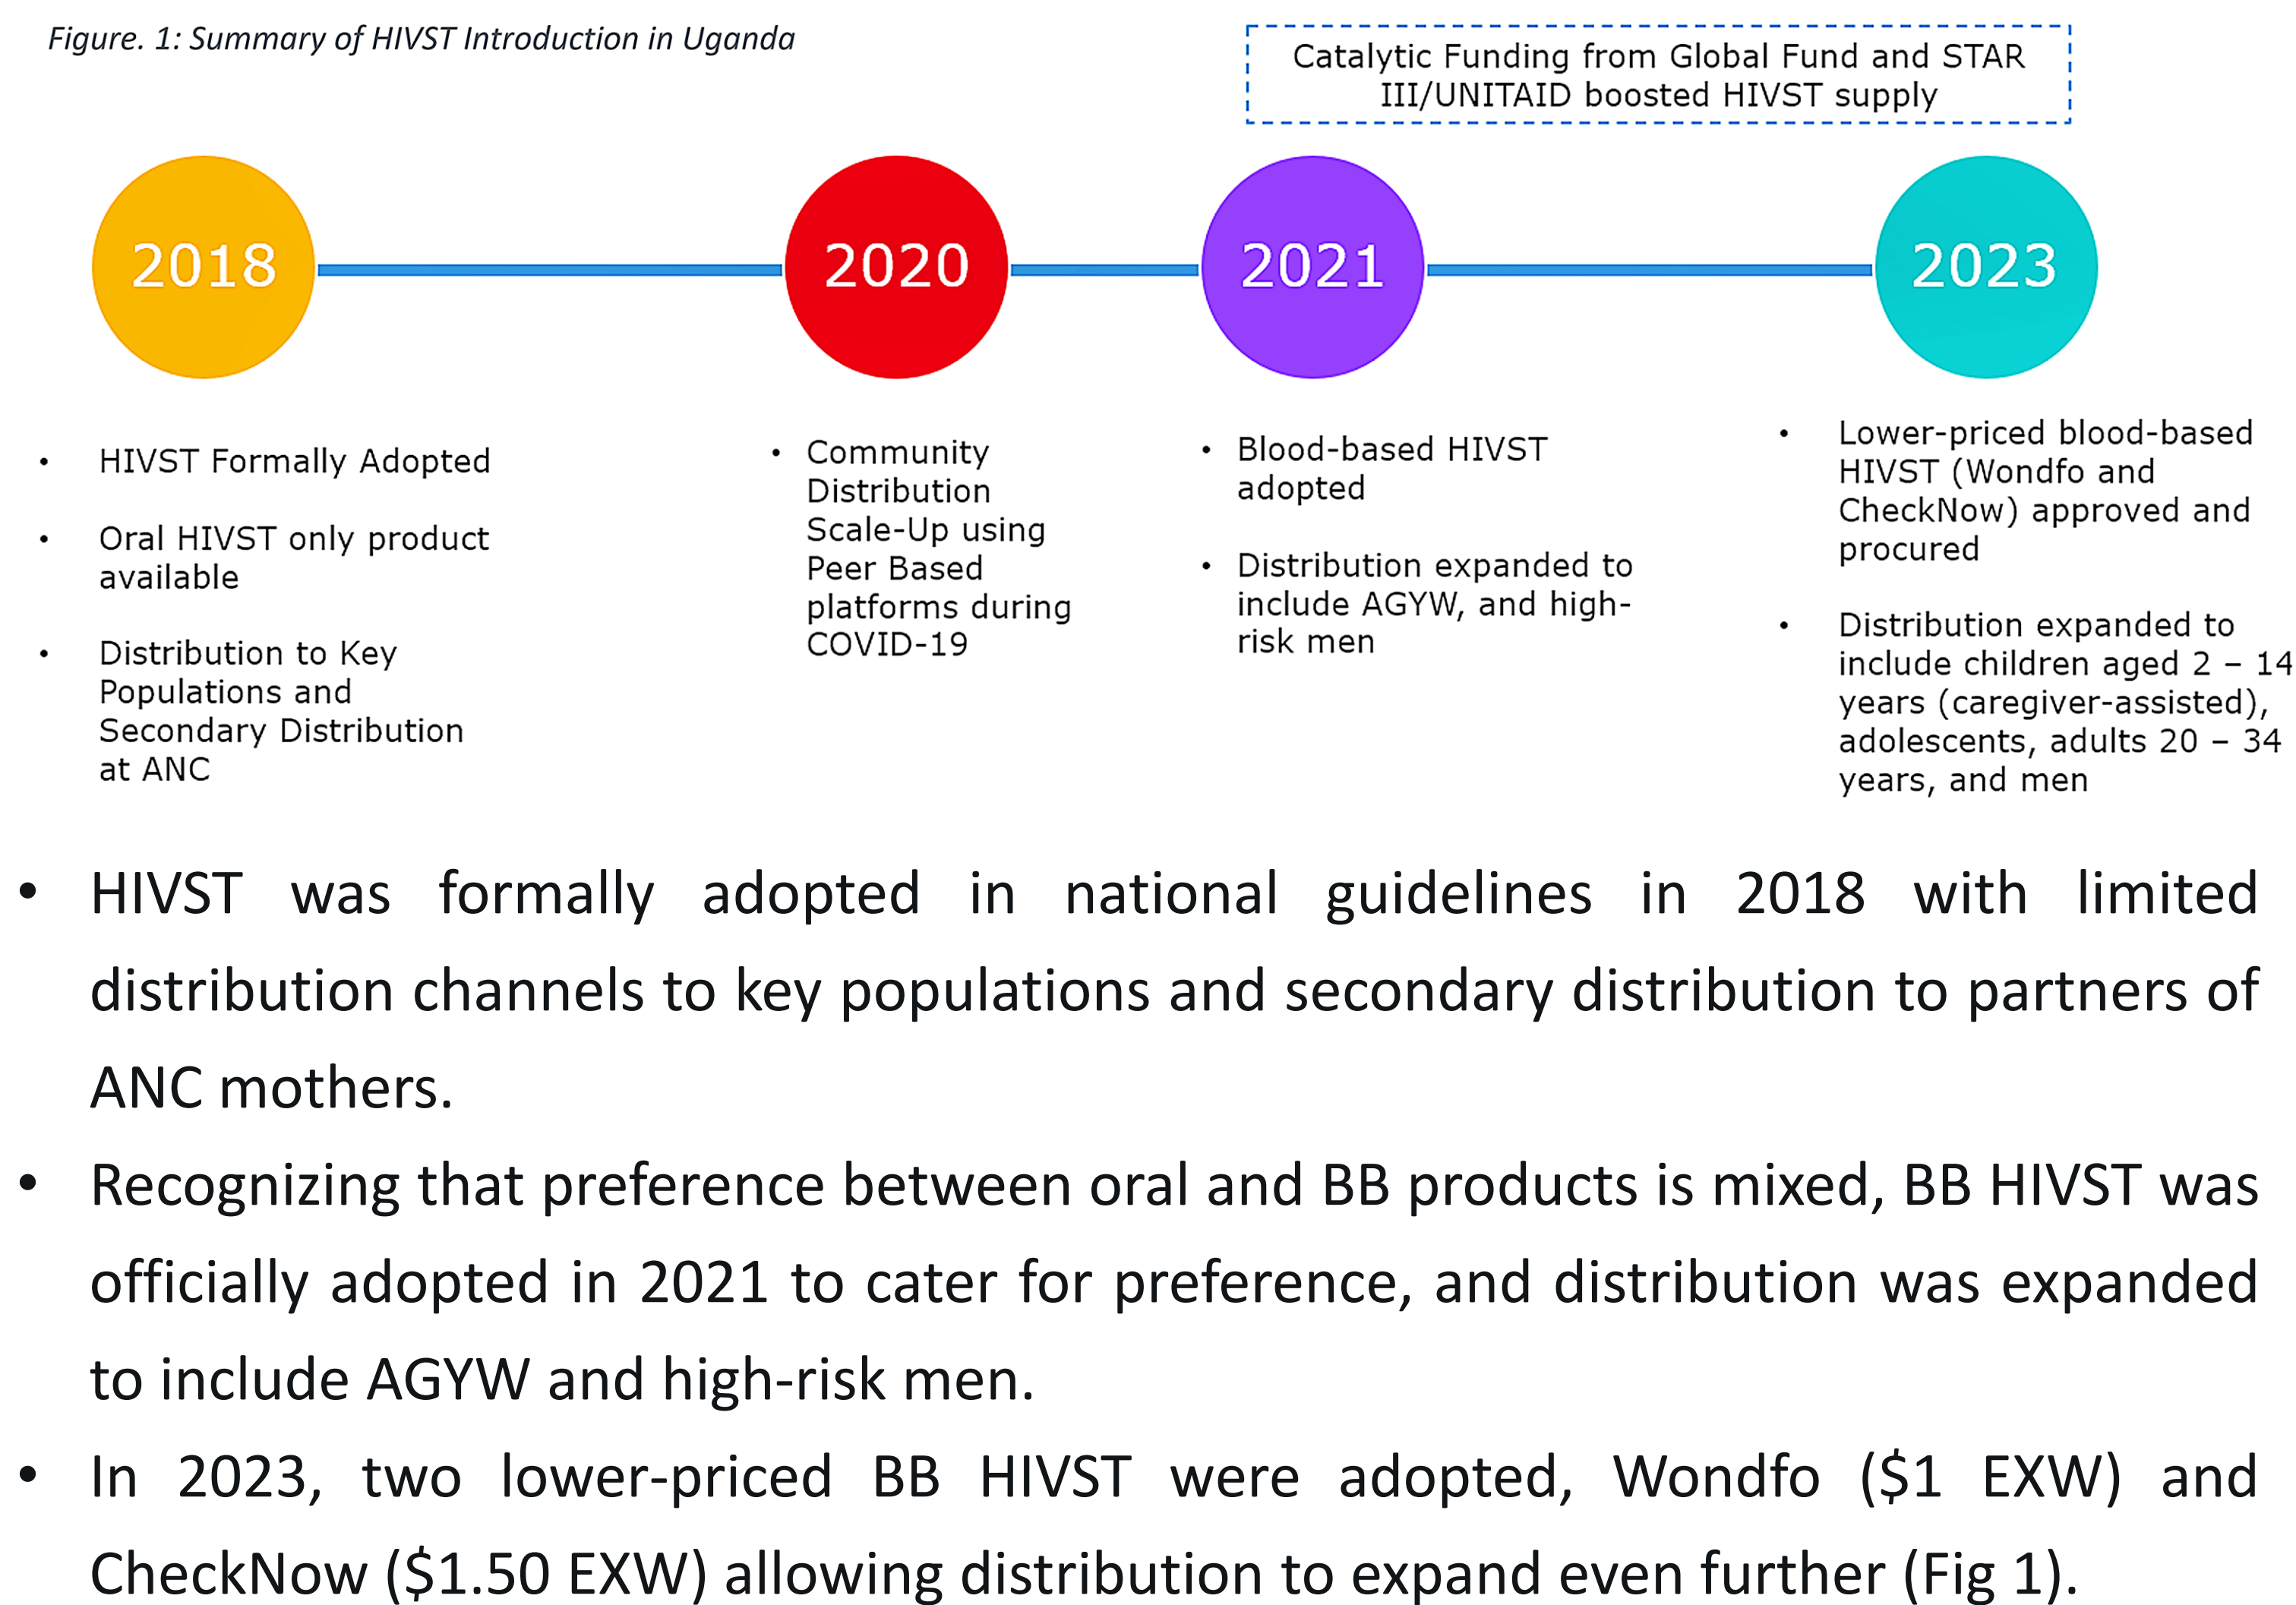 Figure. 1: Summary of HIVST Introduction in Uganda
Catalytic Funding from Global Fund and STAR
III/UNITAID boosted HIVST supply
2018
2020
2021
2023
• HIVST Formally Adopted
• Oral HIVST only product
available
• Distribution to Key
Populations and
Secondary Distribution
at ANC
• Community
Distribution
Scale-Up using
Peer Based
platforms during
COVID-19
• Blood-based HIVST
adopted
• Distribution expanded to
include AGYW, and high-
risk men
• Lower-priced blood-based
HIVST (Wondfo and
CheckNow) approved and
procured
• Distribution expanded to
include children aged 2 – 14
years (caregiver-assisted),
adolescents, adults 20 – 34
years, and men
• HIVST was formally adopted in national guidelines in 2018 with limited
distribution channels to key populations and secondary distribution to partners of
ANC mothers.
• Recognizing that preference between oral and BB products is mixed, BB HIVST was
officially adopted in 2021 to cater for preference, and distribution was expanded
to include AGYW and high-risk men.
• In 2023, two lower-priced BB HIVST were adopted, Wondfo ($1 EXW) and
CheckNow ($1.50 EXW) allowing distribution to expand even further (Fig 1).